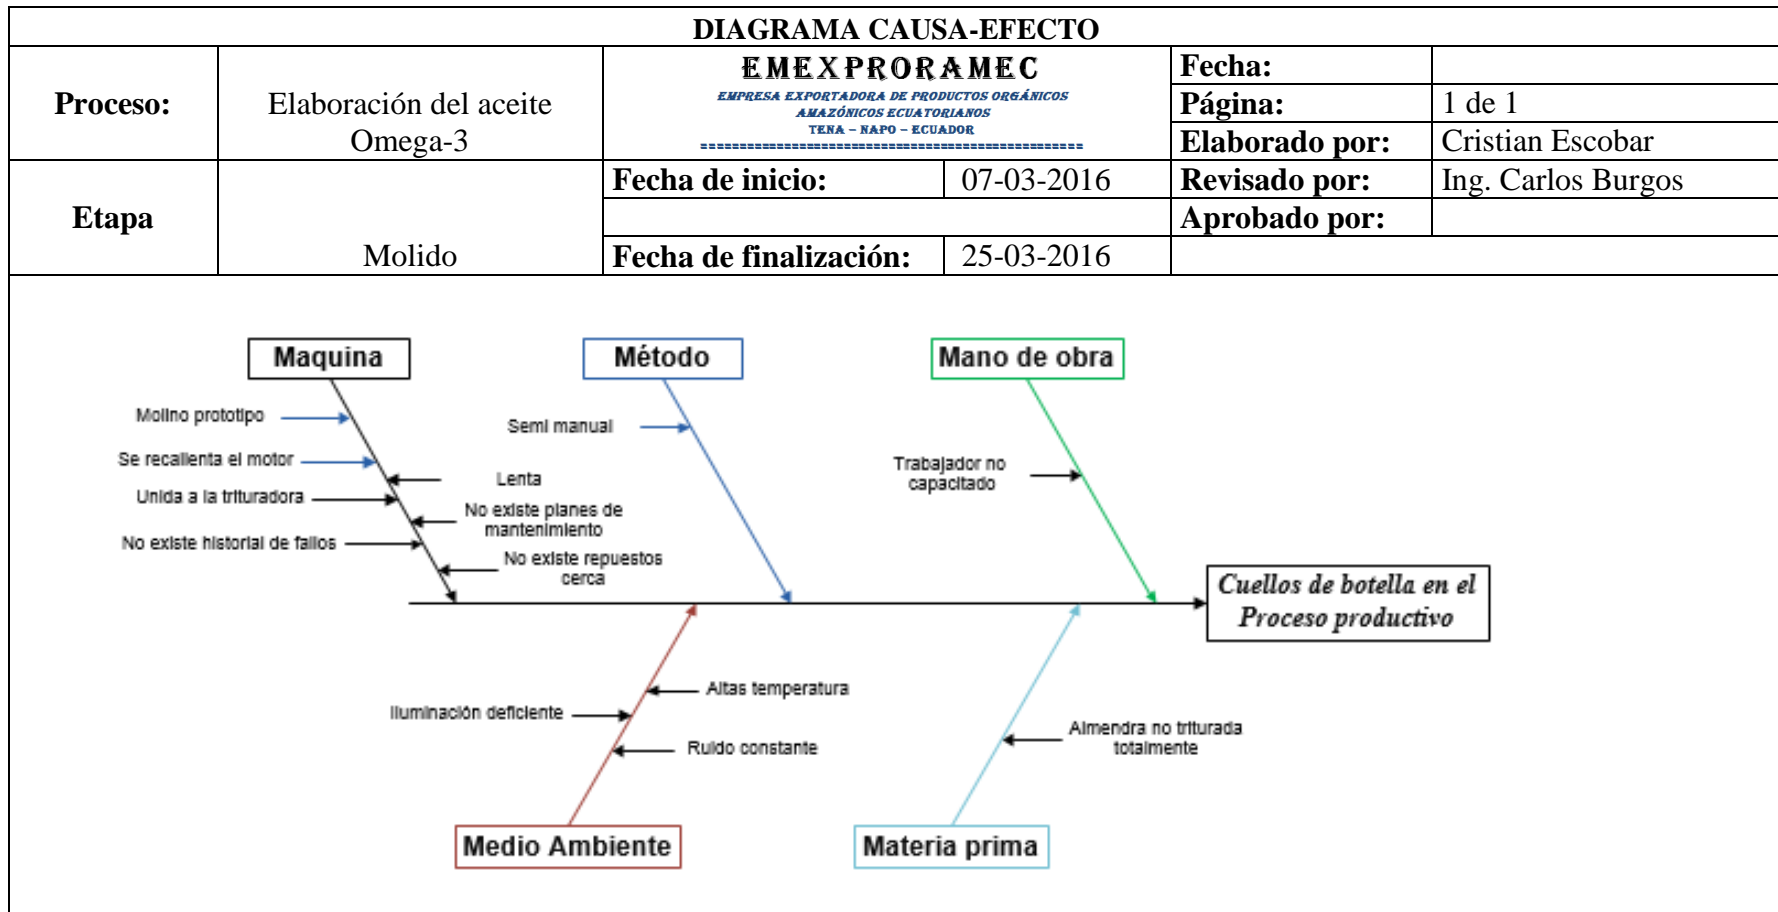 DIAGRAMA CAUSA-EFECTO
Proceso:
Elaboración del aceite
Omega-3
EMEXPRORAMEC
EMPRESA EXPORTADORA DE PRODUCTOS ORGÁNICOS
AMAZÓNICOS ECUATORIANOS
TENA – NAPO – ECUADOR
Fecha:
Página:
1 de 1
Elaborado por:
Cristian Escobar
Etapa
Molido
Fecha de inicio:
07-03-2016
Revisado por:
Ing. Carlos Burgos
Aprobado por:
Fecha de finalización:
25-03-2016
Maquina
Método
Mano de obra
Molino prototipo
Se recalienta el motor
Lenta
Unida a la trituradora
No existe planes de
mantenimiento
No existe historial de fallos
No existe repuestos
cerca
Semi manual
Trabajador no
capacitado
Cuellos de botella en el
Proceso productivo
Altas temperatura
Iluminación deficiente
Ruido constante
Almendra no triturada
totalmente
Medio Ambiente
Materia prima